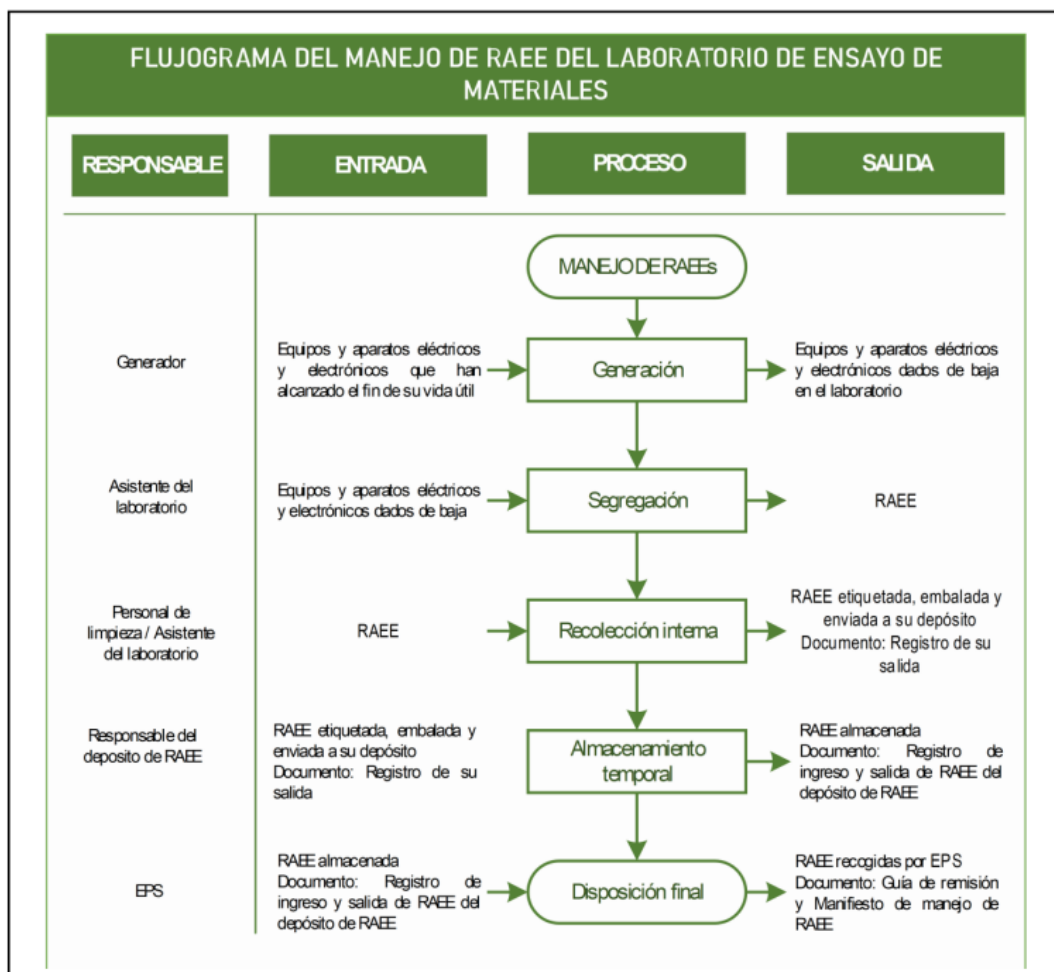 FLUJOGRAMA DEL MANEJO DE RAEE DEL LABORATORIO DE ENSAYO DE
MATERIALES
RESPONSABLE
ENTRADA
PROCESO
SALIDA
MANEJO DE RAEEs
Generador
Equipos y aparatos eléctricos
y electrónicos que han
alcanzado el fin de su vida útil
Generación
Equipos y aparatos eléctricos
y electrónicos dados de baja
en el laboratorio
Asistente del
laboratorio
Equipos y aparatos eléctricos
y electrónicos dados de baja
Segregación
RAEE
Personal de
limpieza / Asistente
del laboratorio
RAEE
Recolección interna
RAEE etiquetada, embalada y
enviada a su depósito
Documento: Registro de su
salida
Responsable del
deposito de RAEE
RAEE etiquetada, embalada y
enviada a su depósito
Documento: Registro de su
salida
Almacenamiento
temporal
RAEE almacenada
Documento: Registro de
ingreso y salida de RAEE del
depósito de RAEE
EPS
RAEE almacenada
Documento: Registro de
ingreso y salida de RAEE del
depósito de RAEE
Disposición final
RAEE recogidas por EPS
Documento: Guía de remisión
y Manifiesto de manejo de
RAEE